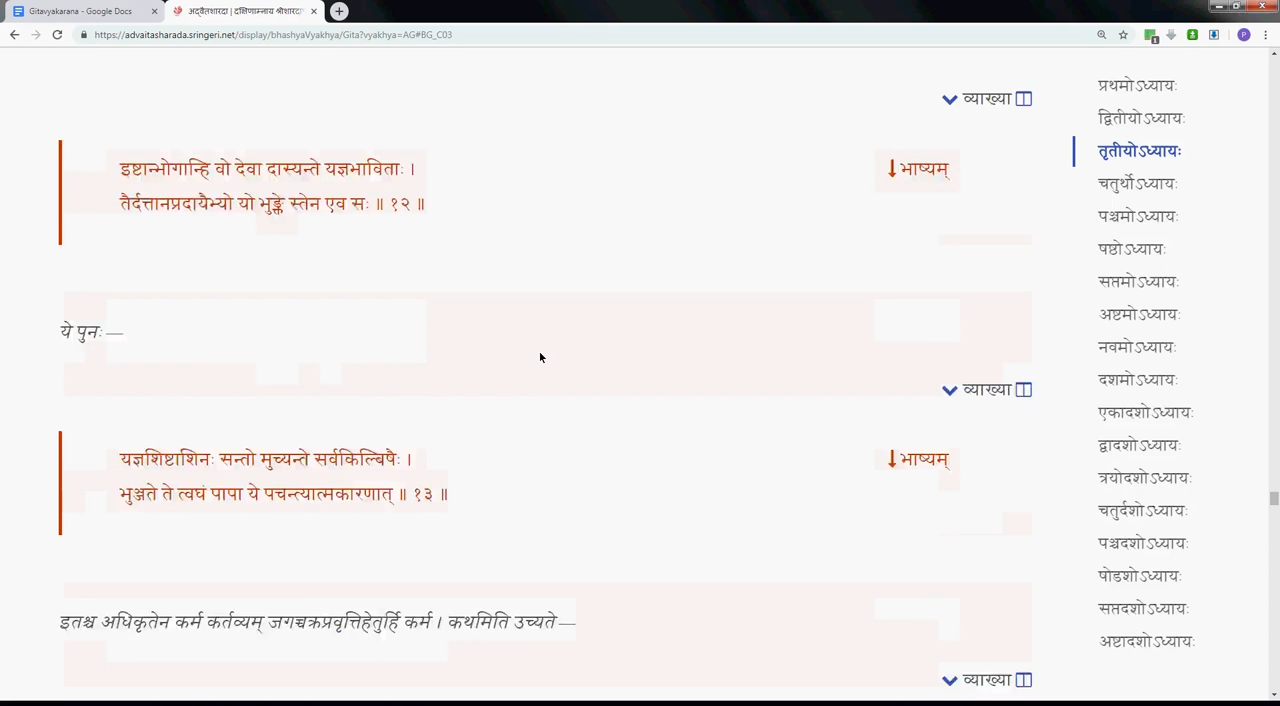 Gitavyakarana - Google Docs
अद्वैतशारदा | दक्षिणाम्नाय श्रीशारदा
https://advaitasharada.sringeri.net/display/bhashyaVyakhya/Gita?vyakhya=AG#BG_C03
1
P
व्याख्या
इष्टान्भोगान्हि वो देवा दास्यन्ते यज्ञभाविताः ।
↓भाष्यम्
तैर्दत्तानप्रदायैभ्यो यो भुङ्क्ते स्तेन एव सः ॥ १२ ॥
ये पुनः —
व्याख्या
यज्ञशिष्टाशिनः सन्तो मुच्यन्ते सर्वकिल्बिषैः ।
↓भाष्यम्
भुञ्जते ते त्वघं पापा ये पचन्त्यात्मकारणात् ॥ १३ ॥
इतश्च अधिकृतेन कर्म कर्तव्यम् जगच्चक्रप्रवृत्तिहेतुर्हि कर्म । कथमिति उच्यते —
व्याख्या
प्रथमोऽध्यायः
द्वितीयोऽध्यायः
तृतीयोऽध्यायः
चतुर्थोऽध्यायः
पञ्चमोऽध्यायः
षष्ठोऽध्यायः
सप्तमोऽध्यायः
अष्टमोऽध्यायः
नवमोऽध्यायः
दशमोऽध्यायः
एकादशोऽध्यायः
द्वादशोऽध्यायः
त्रयोदशोऽध्यायः
चतुर्दशोऽध्यायः
पञ्चदशोऽध्यायः
षोडशोऽध्यायः
सप्तदशोऽध्यायः
अष्टादशोऽध्यायः